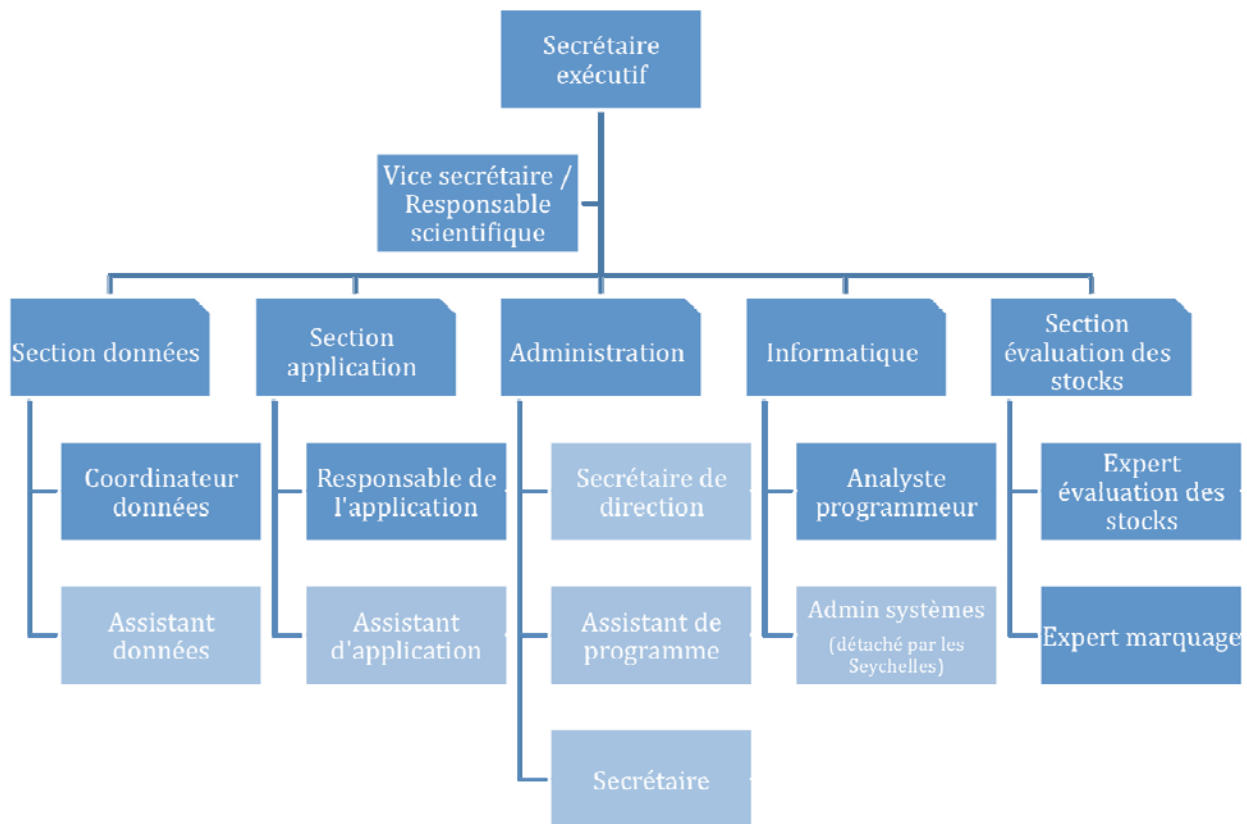 Secrétaire
exécutif
Vice secrétaire /
Responsable
scientifique
Section données
Section
application
Administration
Informatique
Section
évaluation des
stocks
Coordinateur
données
Responsable de
l'application
Secrétaire de
direction
Analyste
programmeur
Expert
évaluation des
stocks
Assistant
données
Assistant
d'application
Assistant de
programme
Admin systèmes
(détaché par les
Seychelles)
Expert marquage
Secrétaire